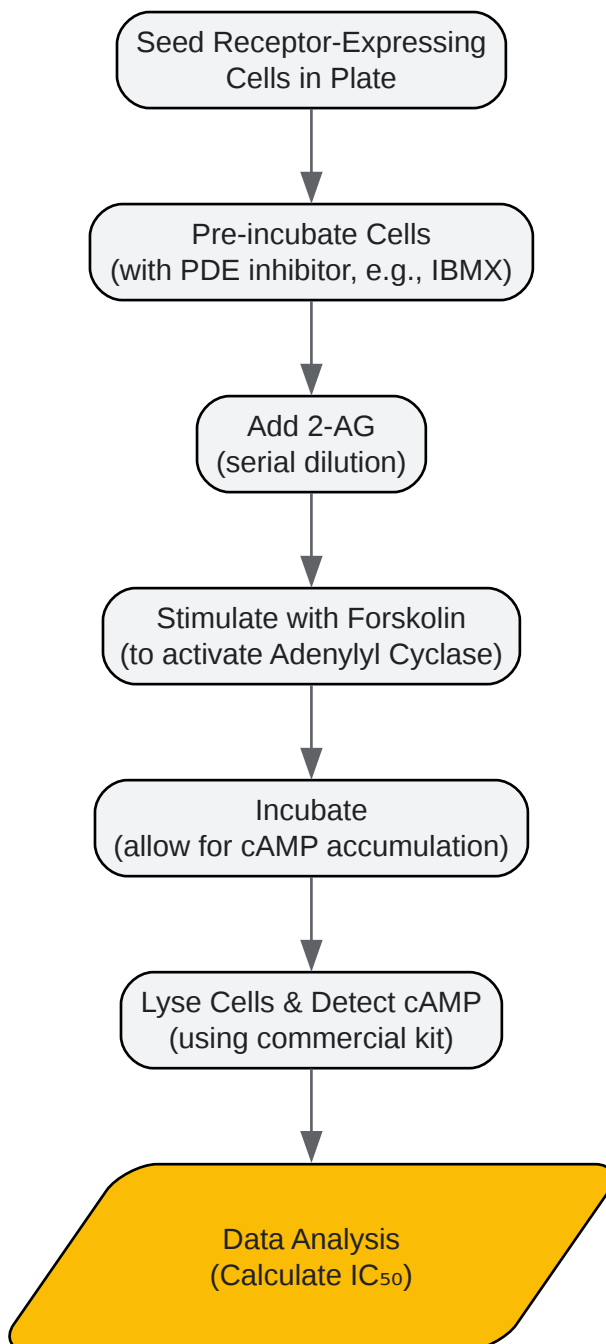 Seed Receptor-Expressing
Cells in Plate
Pre-incubate Cells
(with PDE inhibitor, e.g., IBMX)
Add 2-AG
(serial dilution)
Stimulate with Forskolin
(to activate Adenylyl Cyclase)
Incubate
(allow for cAMP accumulation)
Lyse Cells & Detect cAMP
(using commercial kit)
Data Analysis
(Calculate IC₅₀)